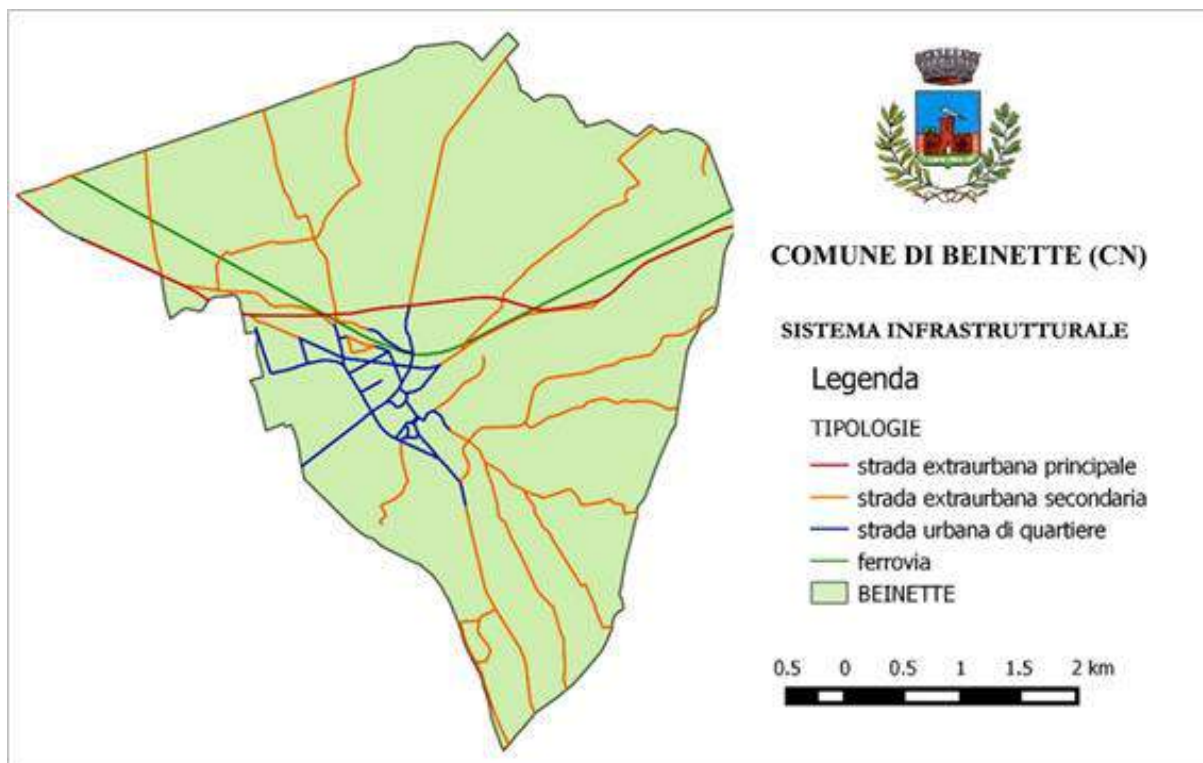 COMUNE DI BEINETTE (CN)
SISTEMA INFRASTRUTTURALE
Legenda
TIPOLOGIE
strada extraurbana principale
strada extraurbana secondaria
strada urbana di quartiere
ferrovia
BEINETTE
0.5 0 0.5 1 1.5 2 km